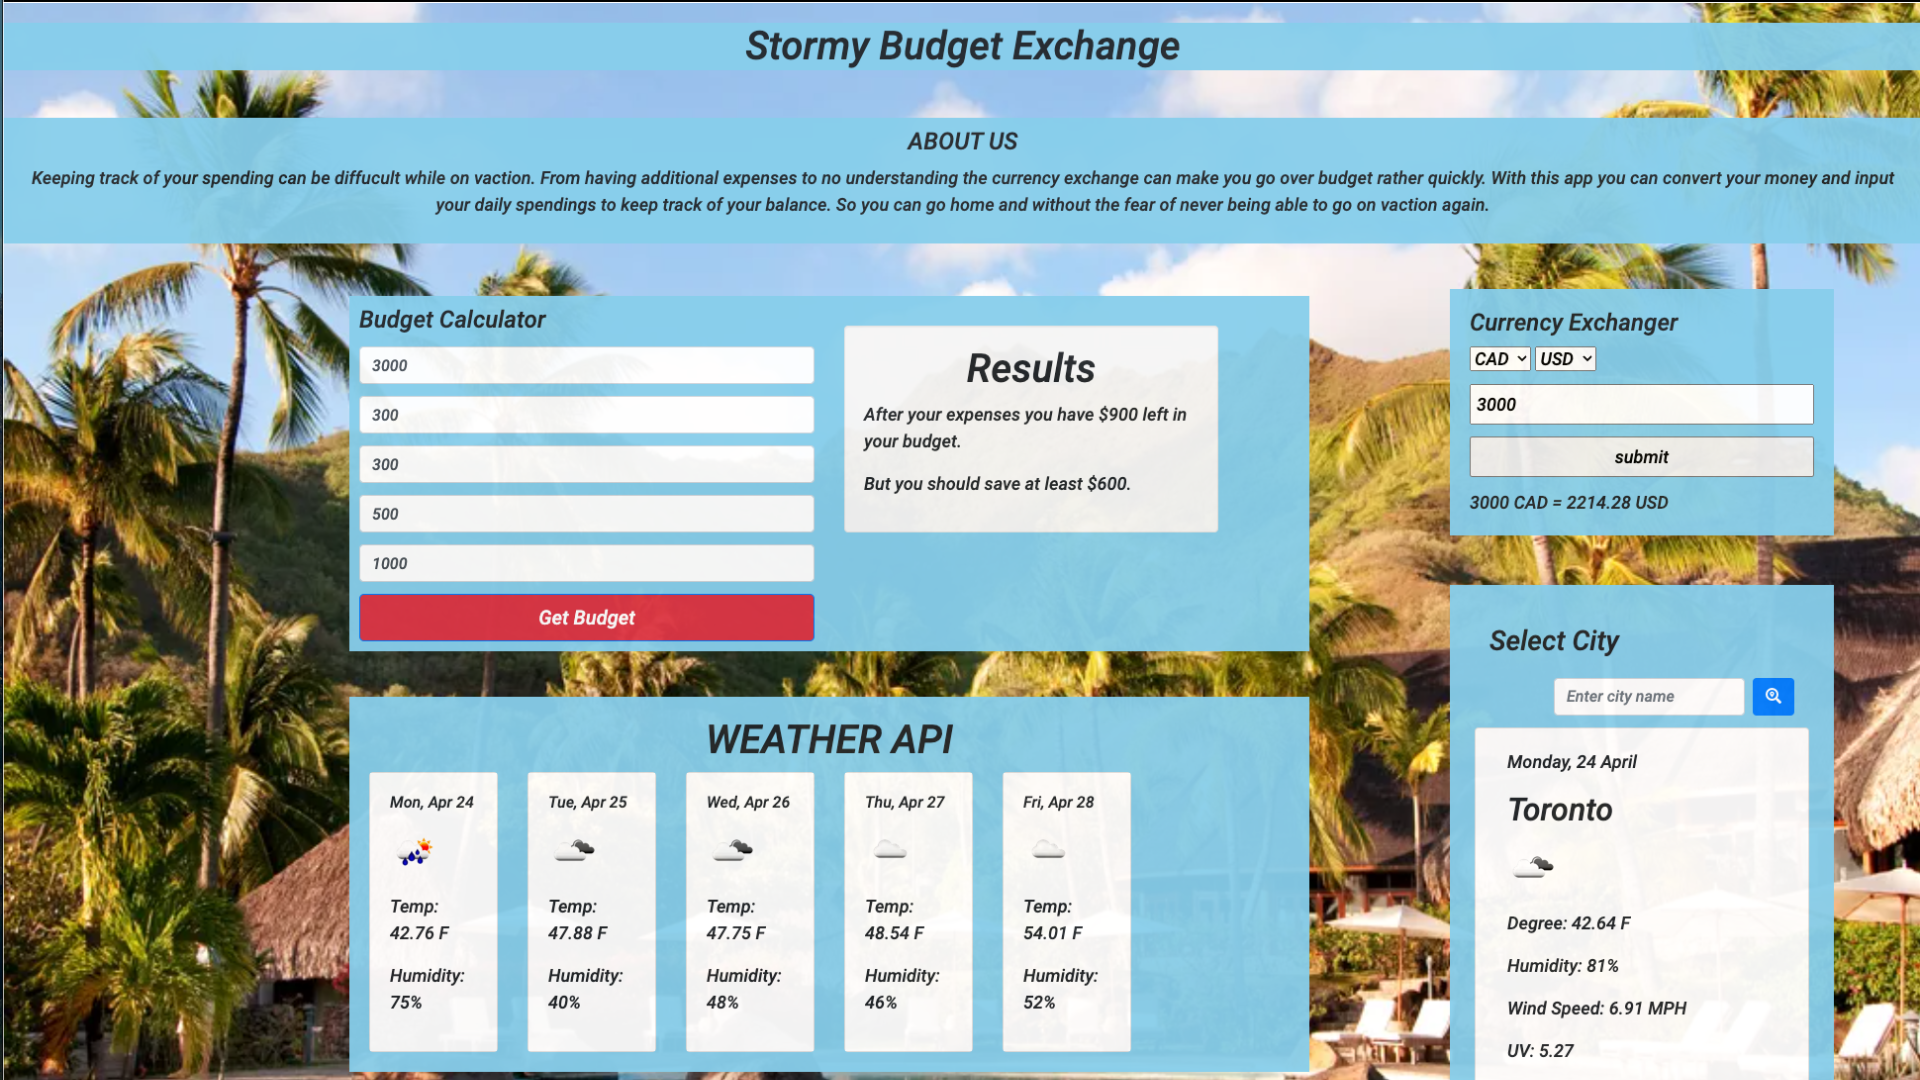 Stormy Budget Exchange
ABOUT US
Keeping track of your spending can be diffucult while on vaction. From having additional expenses to no understanding the currency exchange can make you go over budget rather quickly. With this app you can convert your money and input
your daily spendings to keep track of your balance. So you can go home and without the fear of never being able to go on vaction again.
Budget Calculator
3000
300
300
500
1000
Get Budget
Results
After your expenses you have $900 left in
your budget.
But you should save at least $600.
Currency Exchanger
CAD USD
3000
submit
3000 CAD = 2214.28 USD
WEATHER API
Mon, Apr 24
Temp:
42.76 F
Humidity:
75%
Tue, Apr 25
Temp:
47.88 F
Humidity:
40%
Wed, Apr 26
Temp:
47.75 F
Humidity:
48%
Thu, Apr 27
Temp:
48.54 F
Humidity:
46%
Fri, Apr 28
Temp:
54.01 F
Humidity:
52%
Select City
Enter city name
Monday, 24 April
Toronto
Degree: 42.64 F
Humidity: 81%
Wind Speed: 6.91 MPH
UV: 5.27